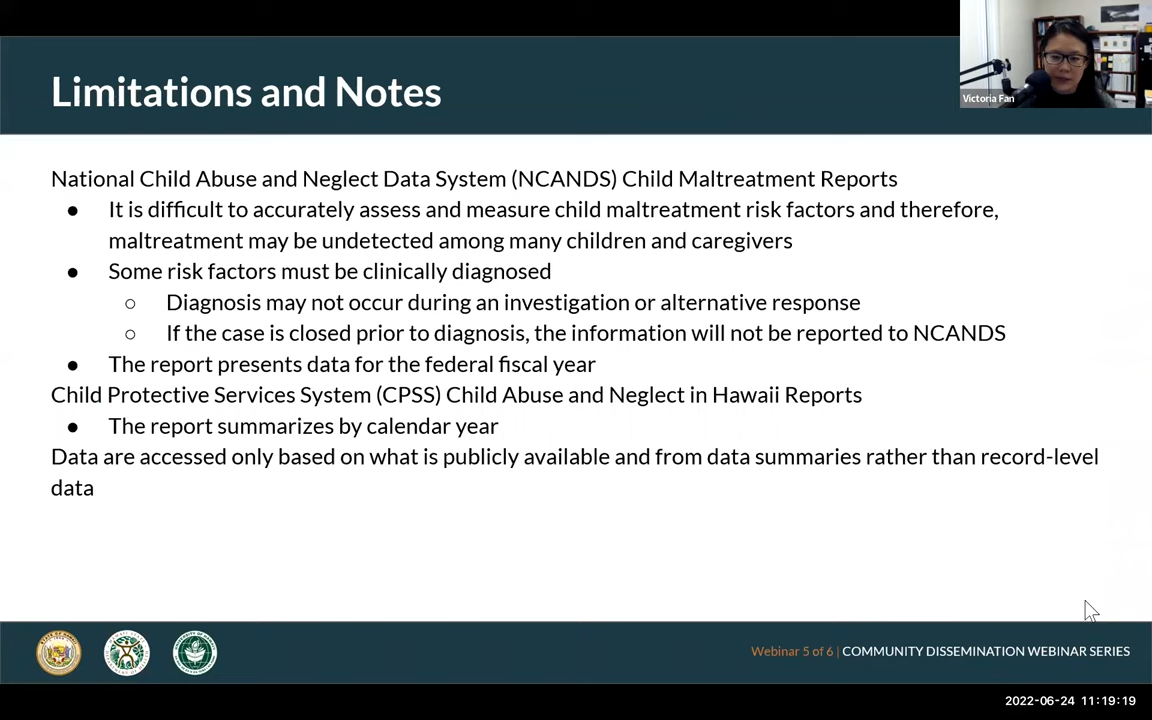 Limitations and Notes
Victoria Fan
National Child Abuse and Neglect Data System (NCANDS) Child Maltreatment Reports
● It is difficult to accurately assess and measure child maltreatment risk factors and therefore,
maltreatment may be undetected among many children and caregivers
● Some risk factors must be clinically diagnosed
○ Diagnosis may not occur during an investigation or alternative response
○ If the case is closed prior to diagnosis, the information will not be reported to NCANDS
● The report presents data for the federal fiscal year
Child Protective Services System (CPSS) Child Abuse and Neglect in Hawaii Reports
● The report summarizes by calendar year
Data are accessed only based on what is publicly available and from data summaries rather than record-level
data
Webinar 5 of 6 | COMMUNITY DISSEMINATION WEBINAR SERIES
2022-06-24 11:19:19